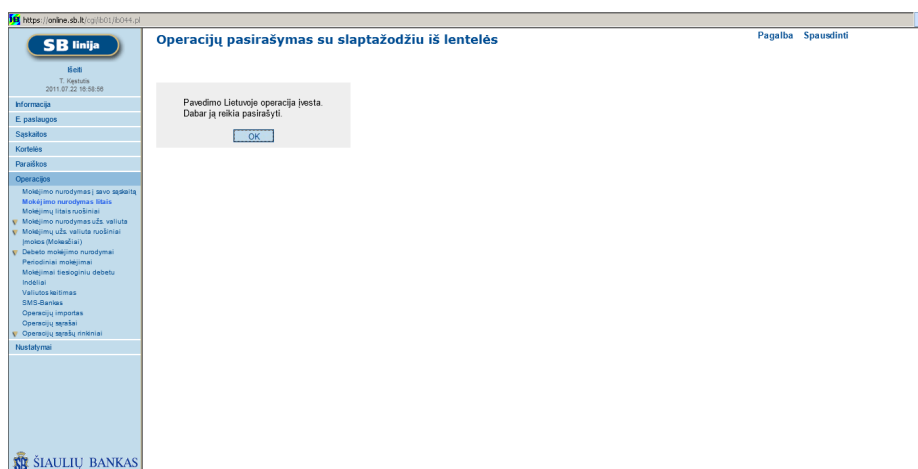 https://online.sb.lt/cgi/ib01/ib044.pl
SB linija
Išeiti
T. Kęstutis
2011.07.22 16:58:56
Informacija
E. paslaugos
Sąskaitos
Kortelės
Paraiškos
Operacijos
Mokėjimo nurodymas į savo sąskaitą
Mokėjimo nurodymas litais
Mokėjimų litais ruošiniai
Mokėjimo nurodymas užs. valiuta
Mokėjimų užs. valiuta ruošiniai
Įmokos (Mokesčiai)
Debeto mokėjimo nurodymai
Periodiniai mokėjimai
Mokėjimai tiesioginiu debetu
Indėliai
Valiutos keitimas
SMS-Bankas
Operacijų importas
Operacijų sąrašai
Operacijų sąrašų rinkiniai
Nustatymai
ŠIAULIŲ BANKAS
Operacijų pasirašymas su slaptažodžiu iš lentelės
Pagalba Spausdinti
Pavedimo Lietuvoje operacija įvesta.
Dabar ją reikia pasirašyti.
OK